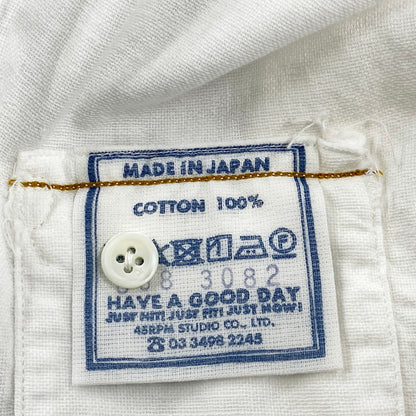 MADE IN JAPAN
COTTON 100%
3082
HAVE A GOOD DAY
JUST HIT! JUST FIT! JUST NOW!
45RPM STUDIO CO., LTD.
☎ 03 3498 2245